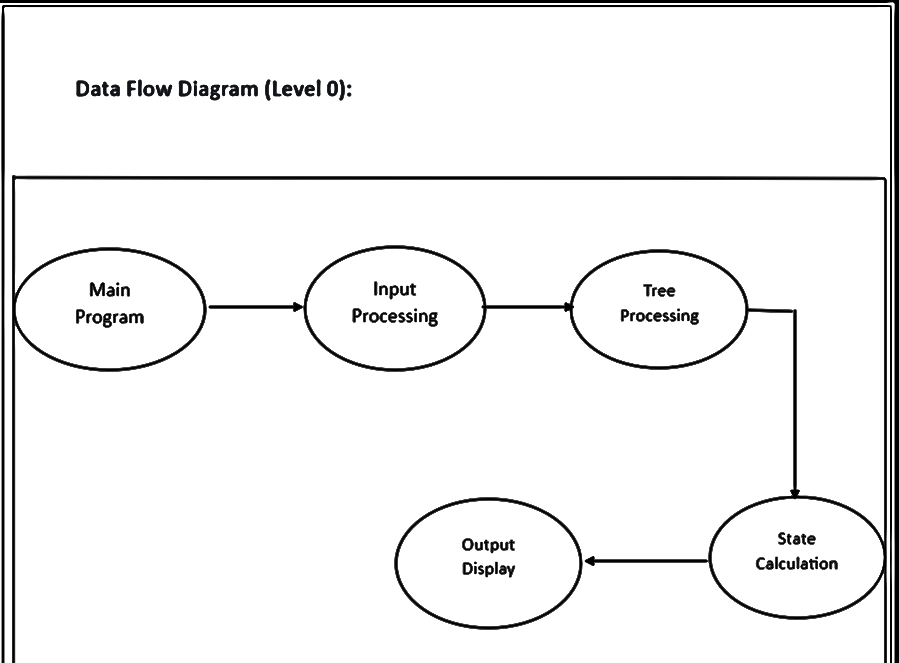 Data Flow Diagram (Level 0):
Main
Program
Input
Processing
Tree
Processing
State
Calculation
Output
Display